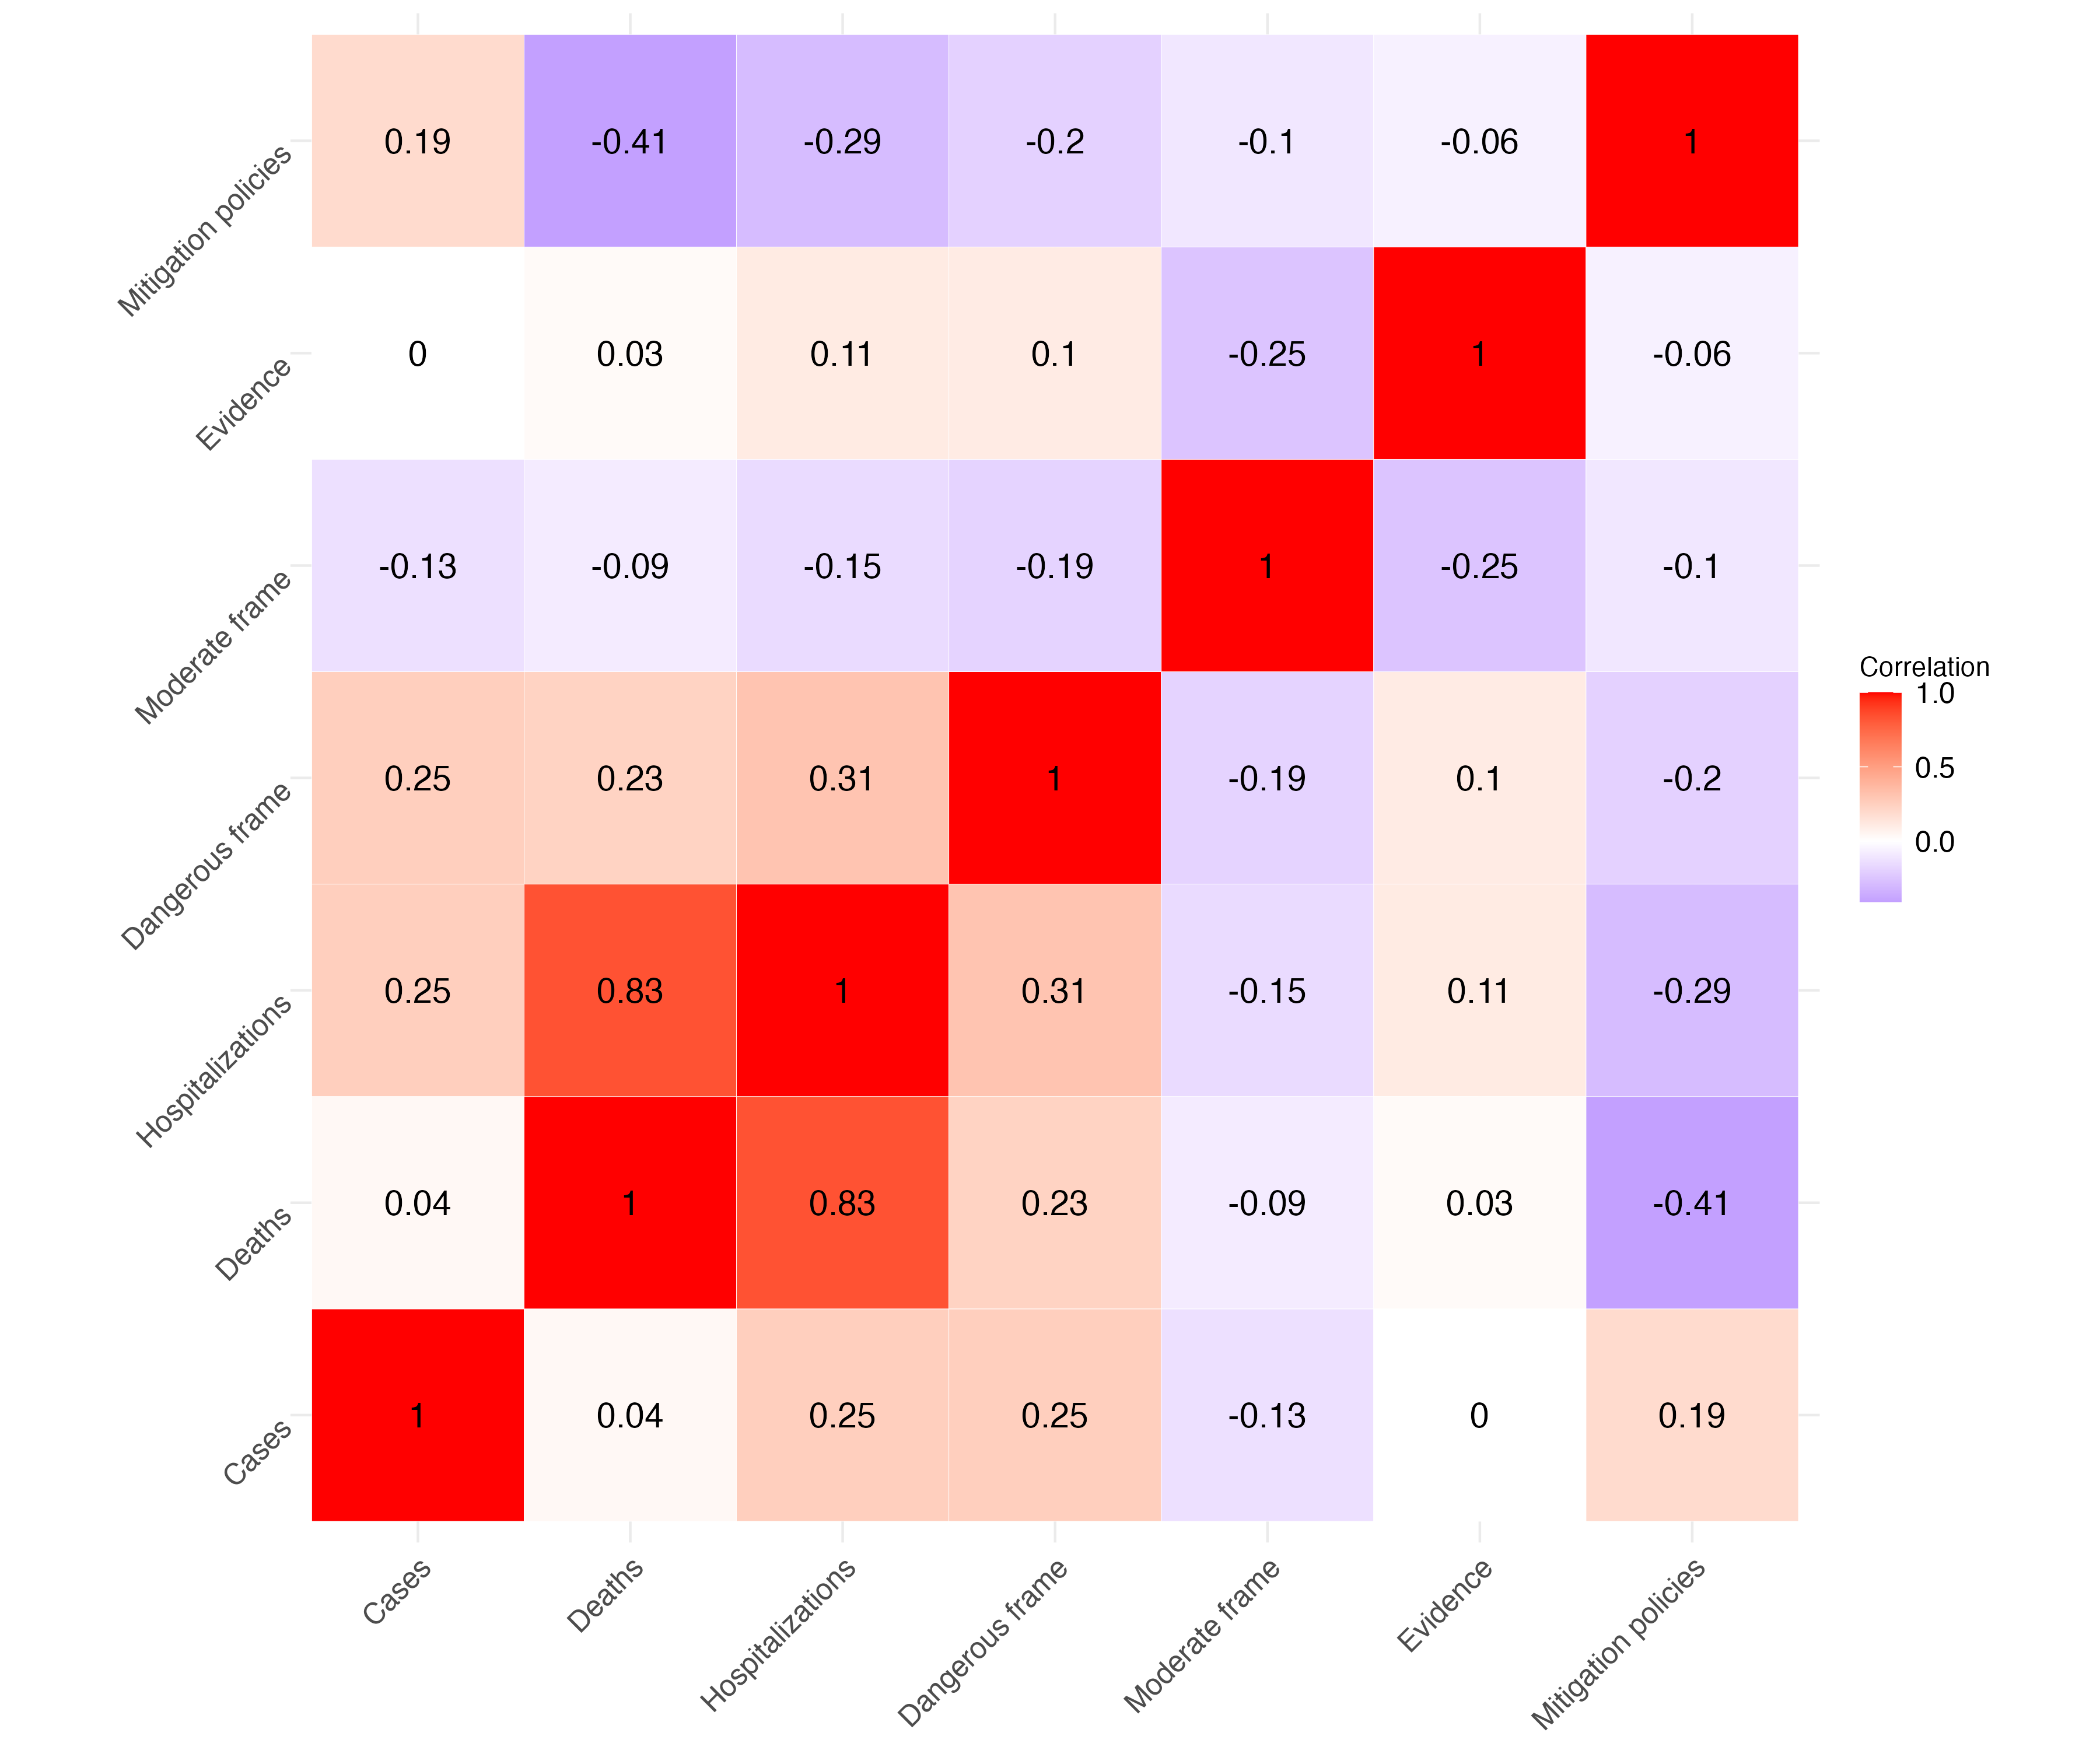 Mitigation policies 0.19 -0.41 -0.29 -0.2 -0.1 -0.06 1
Evidence 0 0.03 0.11 0.1 -0.25 1 -0.06
Moderate frame -0.13 -0.09 -0.15 -0.19 1 -0.25 -0.1
Dangerous frame 0.25 0.23 0.31 1 -0.19 0.1 -0.2
Hospitalizations 0.25 0.83 1 0.31 -0.15 0.11 -0.29
Deaths 0.04 1 0.83 0.23 -0.09 0.03 -0.41
Cases 1 0.04 0.25 0.25 -0.13 0 0.19
Cases Deaths Hospitalizations Dangerous frame Moderate frame Evidence Mitigation policies
Correlation
1.0
0.5
0.0